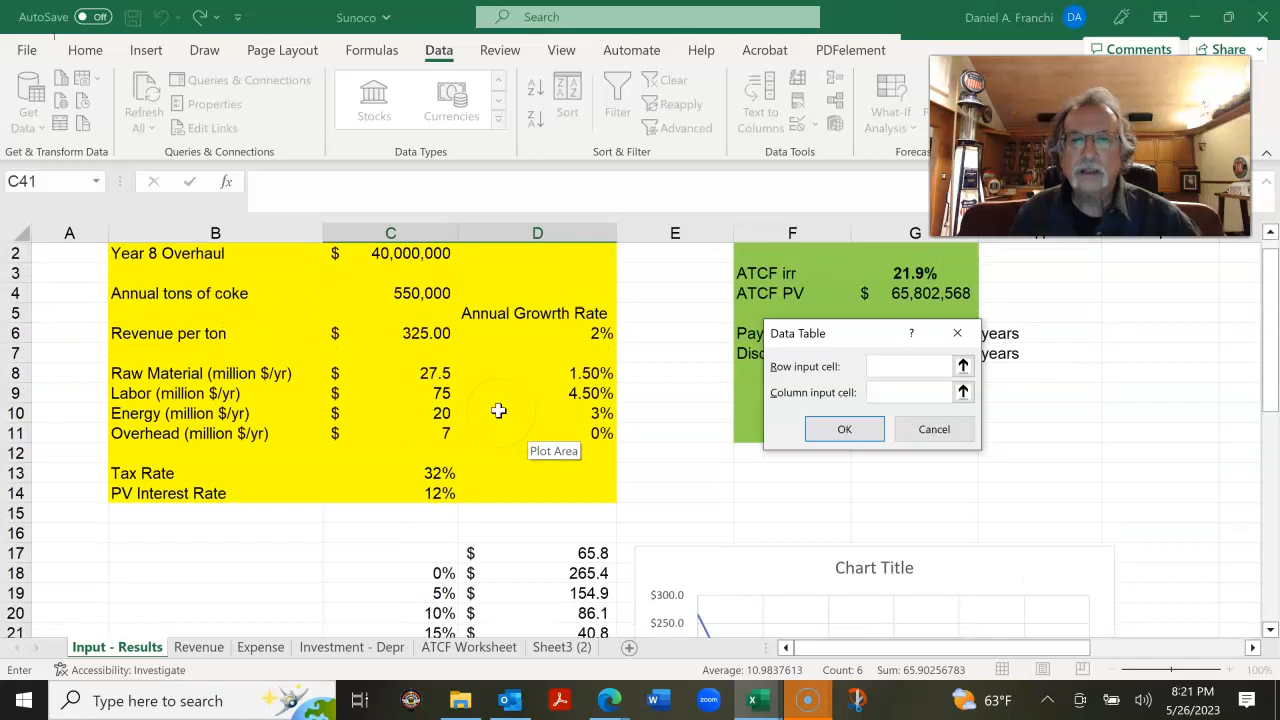 AutoSave Off Sunoco Search Daniel A. Franchi DA
File Home Insert Draw Page Layout Formulas Data Review View Automate Help Acrobat PDFelement Comments Share
Get Data
Refresh All
Queries & Connections
Properties
Edit Links
Stocks
Currencies
Sort
Filter
Clear
Reapply
Advanced
Text to Columns
What-If Analysis
Get & Transform Data Queries & Connections Data Types Sort & Filter Data Tools Forecas
C41 fx
A B C D E F G
2 Year 8 Overhaul $ 40,000,000
3 ATCF irr 21.9%
4 Annual tons of coke 550,000 ATCF PV $ 65,802,568
5 Annual Growrth Rate
6 Revenue per ton $ 325.00 2% Pay years
7 Disc years
8 Raw Material (million $/yr) $ 27.5 1.50%
9 Labor (million $/yr) $ 75 4.50%
10 Energy (million $/yr) $ 20 3%
11 Overhead (million $/yr) $ 7 0%
12
13 Tax Rate 32%
14 PV Interest Rate 12%
15
16
17 $ 65.8
18 0% $ 265.4
19 5% $ 154.9
20 10% $ 86.1
21 15% $ 40.8
Data Table ?
Row input cell:
Column input cell:
OK Cancel
Plot Area
Chart Title
$300.0
$250.0
Input - Results Revenue Expense Investment - Depr ATCF Worksheet Sheet3 (2)
Enter Accessibility: Investigate Average: 10.9837613 Count: 6 Sum: 65.90256783 100%
Type here to search zoom 63°F 8:21 PM
5/26/2023